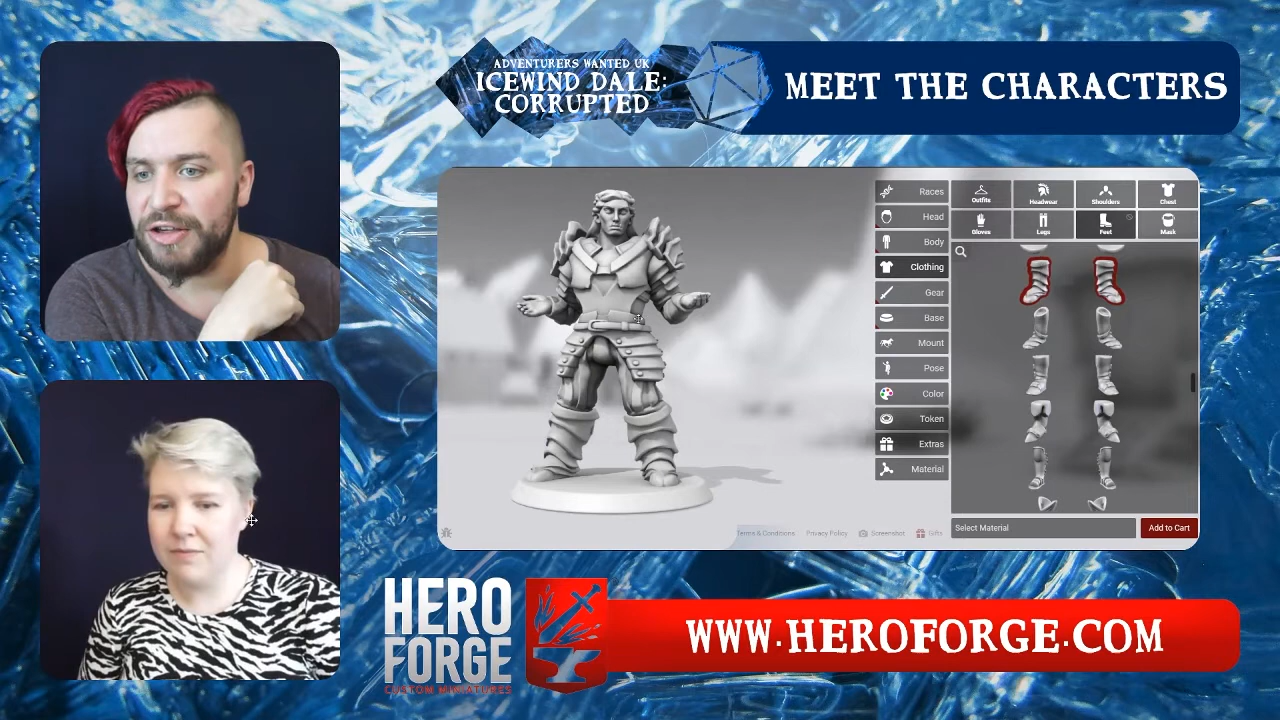 ADVENTURERS WANTED UK
ICEWIND DALE:
CORRUPTED
MEET THE CHARACTERS
Races
Head
Body
Clothing
Gear
Base
Mount
Pose
Color
Token
Extras
Material
Outfits
Headwear
Shoulders
Chest
Gloves
Legs
Feet
Mask
Select Material
Add to Cart
Terms & Conditions
Privacy Policy
Screenshot
Gifts
HERO
FORGE
CUSTOM MINIATURES
WWW.HEROFORGE.COM